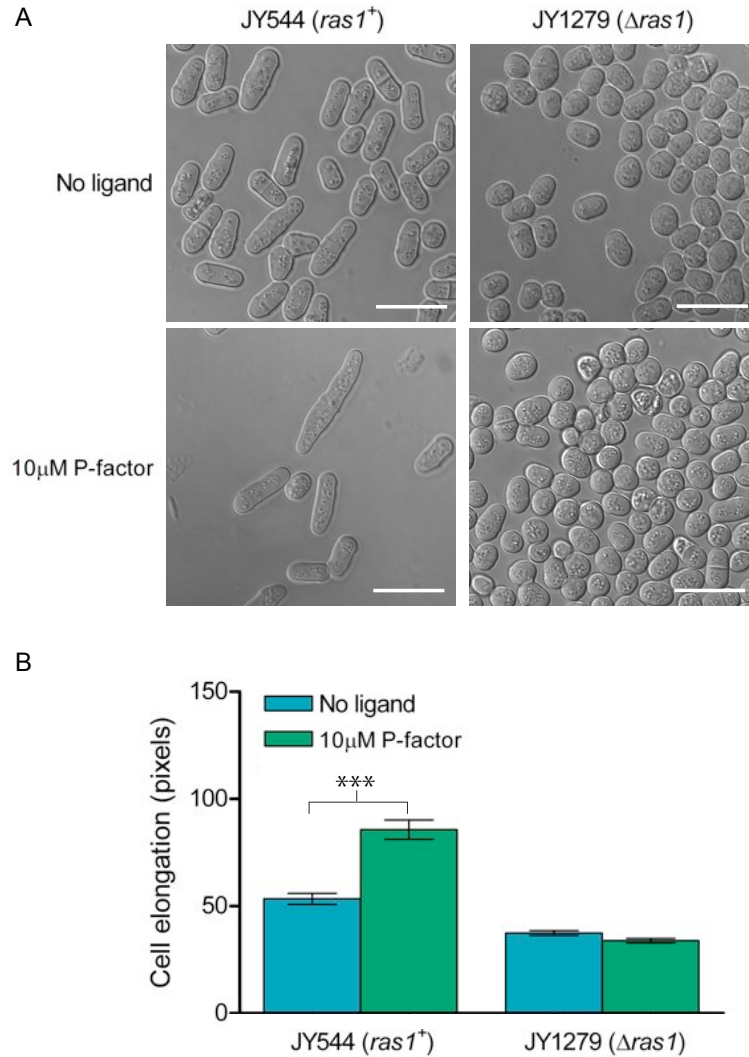 A
JY544 (ras1⁺) JY1279 (Δras1)
No ligand
10μM P-factor
B
150
No ligand
10μM P-factor
***
100
Cell elongation (pixels)
50
0
JY544 (ras1⁺) JY1279 (Δras1)